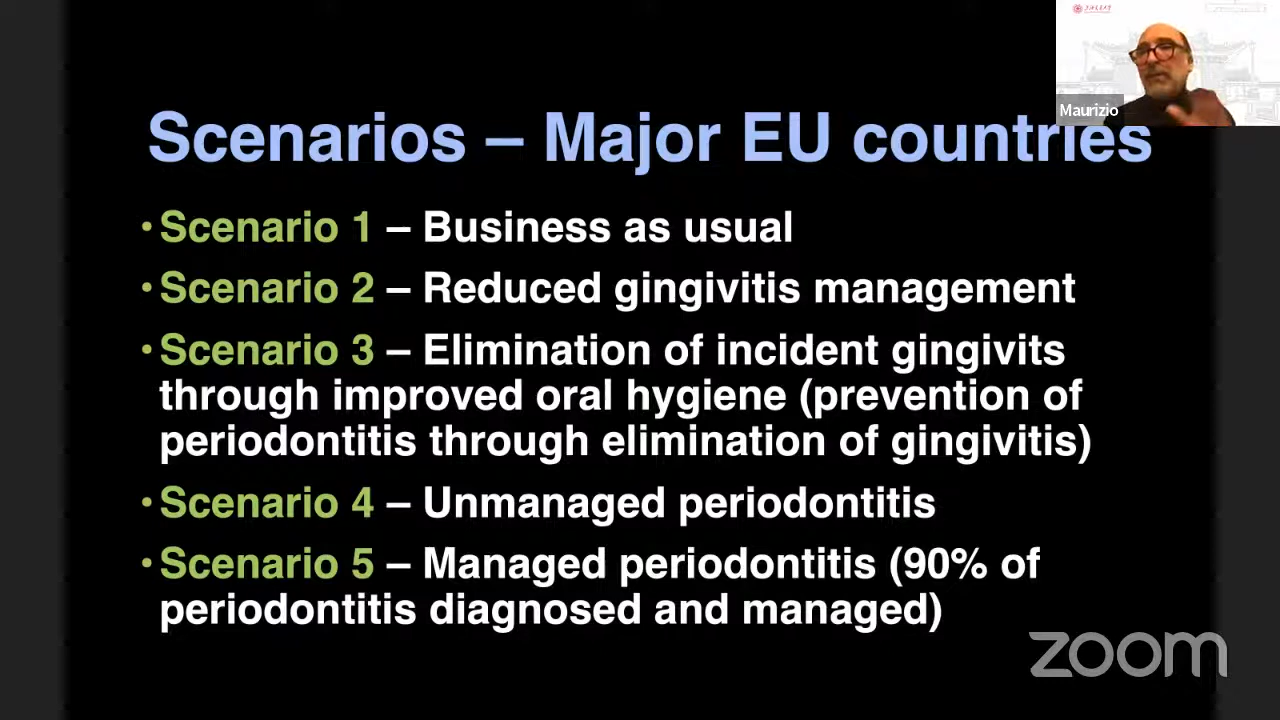 Maurizio
Scenarios – Major EU countries
• Scenario 1 – Business as usual
• Scenario 2 – Reduced gingivitis management
• Scenario 3 – Elimination of incident gingivits
through improved oral hygiene (prevention of
periodontitis through elimination of gingivitis)
• Scenario 4 – Unmanaged periodontitis
• Scenario 5 – Managed periodontitis (90% of
periodontitis diagnosed and managed)
zoom